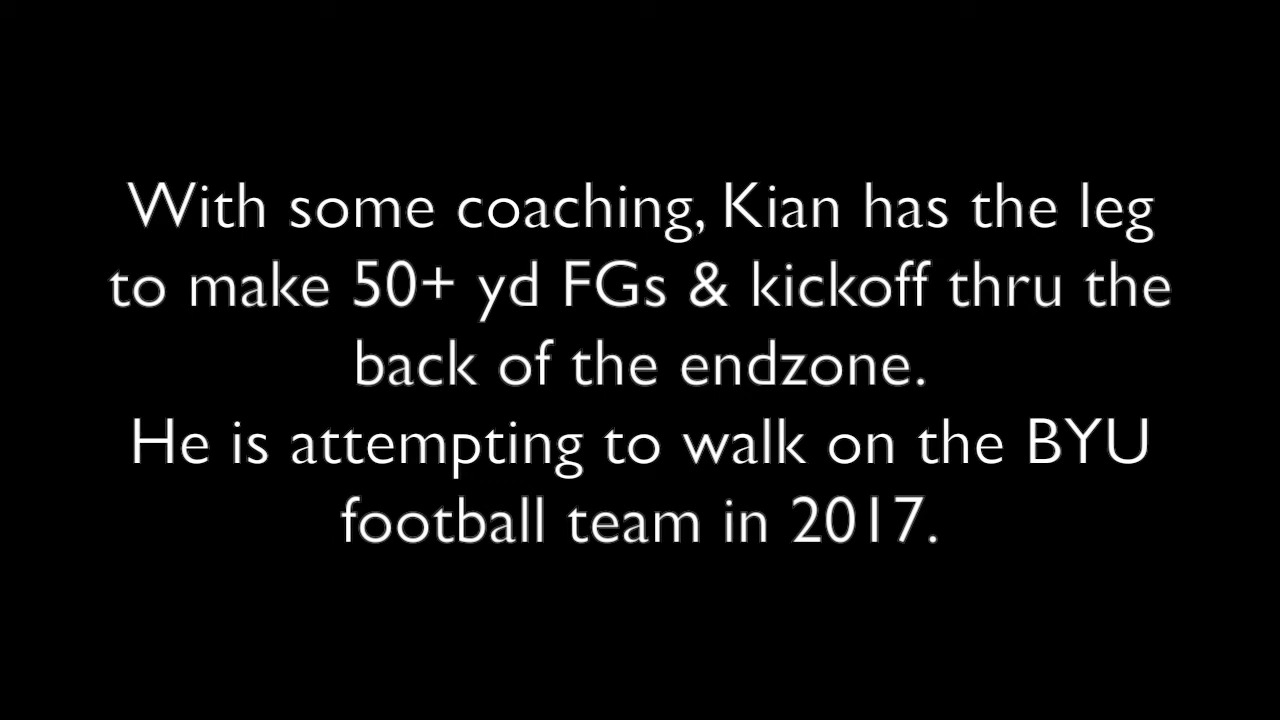 With some coaching, Kian has the leg
to make 50+ yd FGs & kickoff thru the
back of the endzone.
He is attempting to walk on the BYU
football team in 2017.